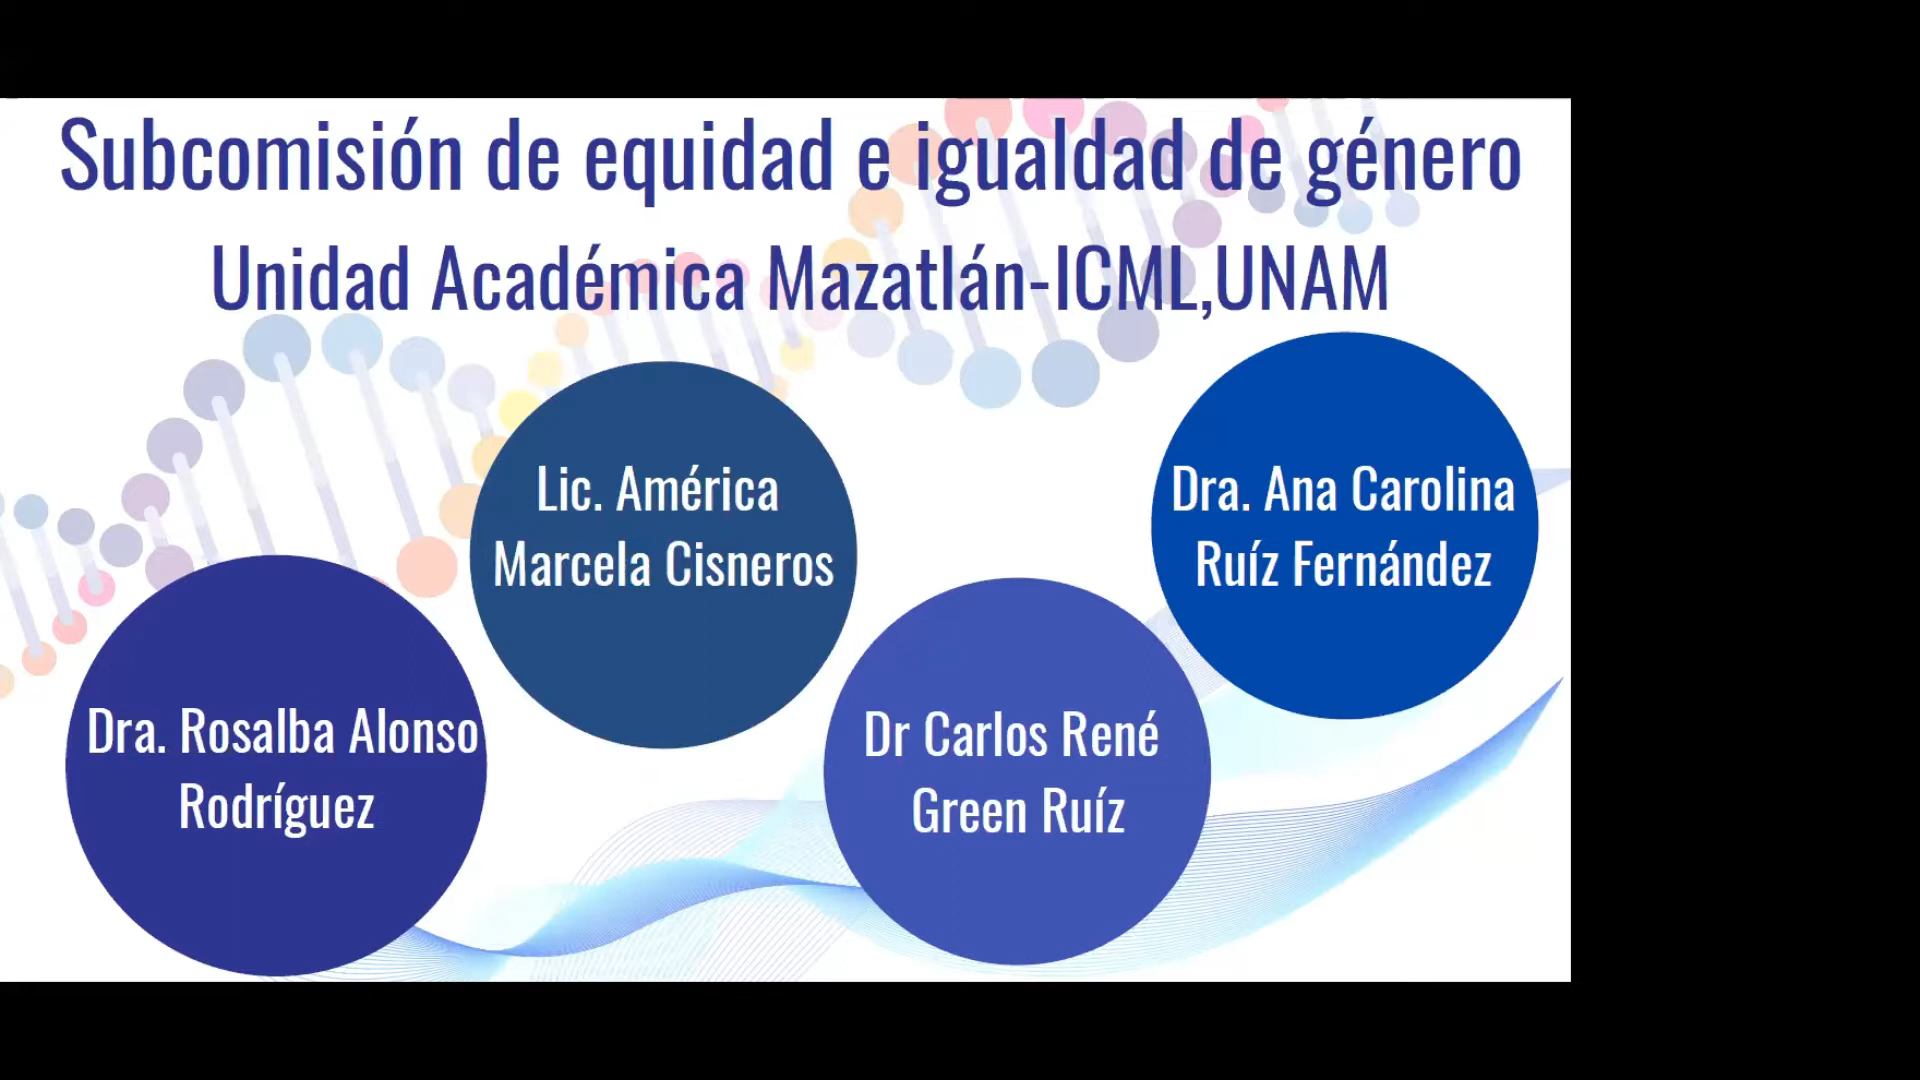 Subcomisión de equidad e igualdad de género
Unidad Académica Mazatlán-ICML,UNAM
Lic. América
Marcela Cisneros
Dra. Ana Carolina
Ruíz Fernández
Dra. Rosalba Alonso
Rodríguez
Dr Carlos René
Green Ruíz